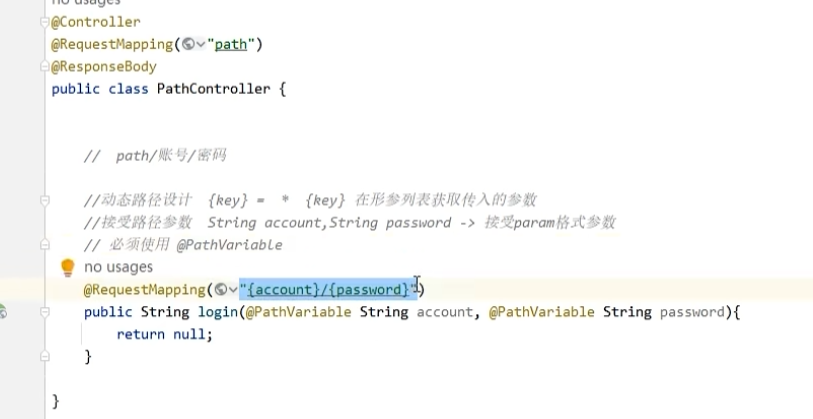 no usages
@Controller
@RequestMapping("path")
@ResponseBody
public class PathController {
// path/账号/密码
//动态路径设计 {key} = * {key} 在形参列表获取传入的参数
//接受路径参数 String account,String password -> 接受param格式参数
// 必须使用 @PathVariable
no usages
@RequestMapping("{account}/{password}")
public String login(@PathVariable String account, @PathVariable String password){
return null;
}
}